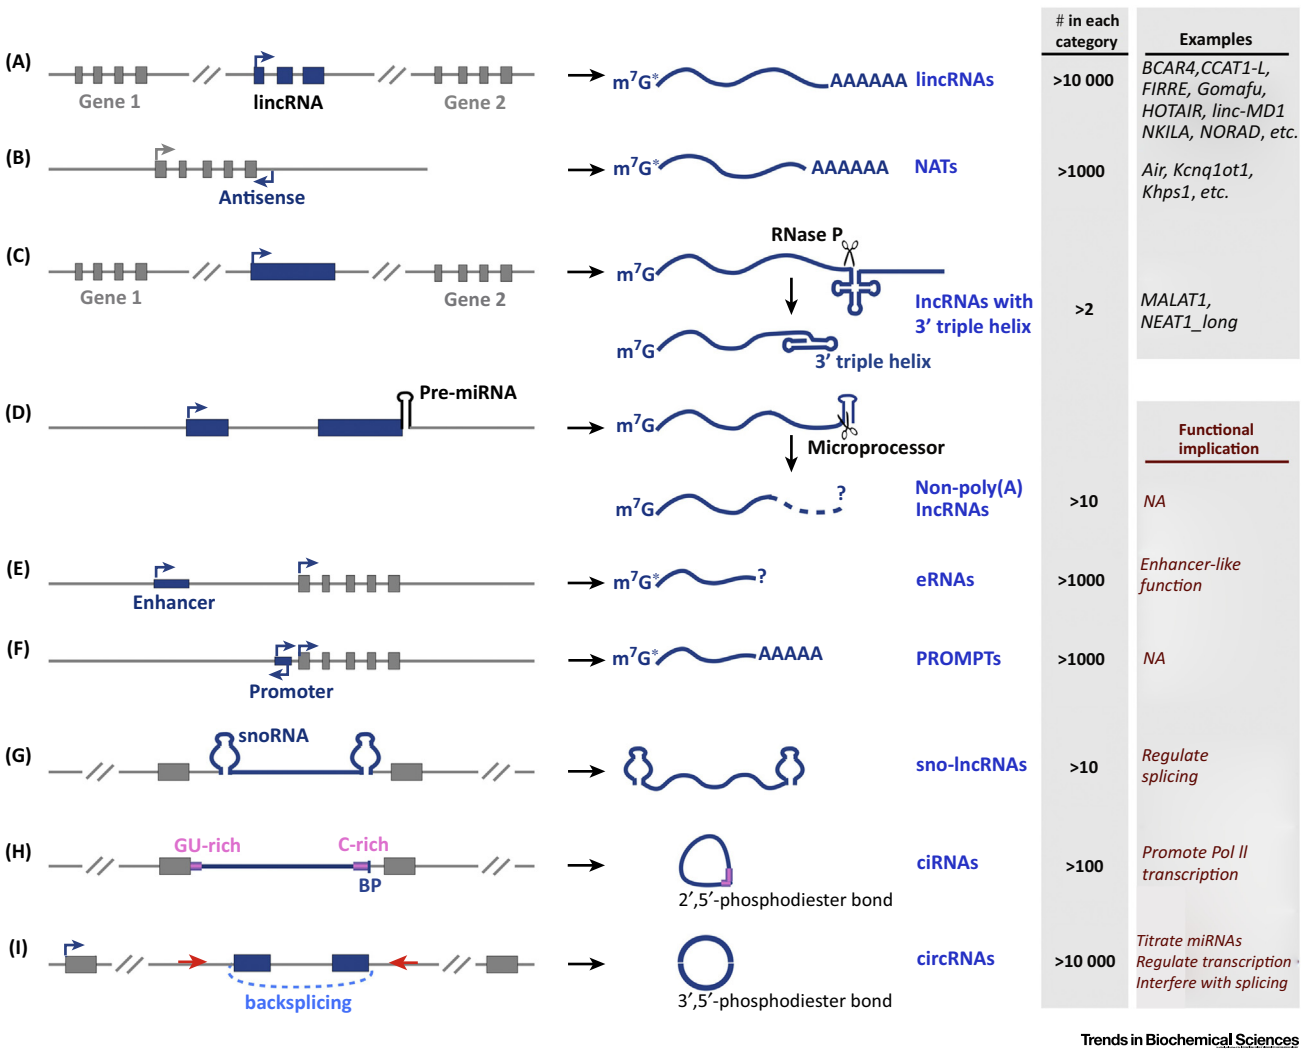 # in each
category
Examples
(A)
Gene 1
lincRNA
Gene 2
m⁷G*
AAAAAA
lincRNAs
>10 000
BCAR4,CCAT1-L,
FIRRE, Gomafu,
HOTAIR, linc-MD1
NKILA, NORAD, etc.
(B)
Antisense
m⁷G*
AAAAAA
NATs
>1000
Air, Kcnq1ot1,
Khps1, etc.
(C)
Gene 1
Gene 2
m⁷G
RNase P
m⁷G
3′ triple helix
lncRNAs with
3′ triple helix
>2
MALAT1,
NEAT1_long
(D)
Pre-miRNA
m⁷G
Microprocessor
m⁷G
?
Non-poly(A)
lncRNAs
>10
Functional
implication
NA
(E)
Enhancer
m⁷G*
?
eRNAs
>1000
Enhancer-like
function
(F)
Promoter
m⁷G*
AAAAA
PROMPTs
>1000
NA
(G)
snoRNA
sno-lncRNAs
>10
Regulate
splicing
(H)
GU-rich
C-rich
BP
2′,5′-phosphodiester bond
ciRNAs
>100
Promote Pol II
transcription
(I)
backsplicing
3′,5′-phosphodiester bond
circRNAs
>10 000
Titrate miRNAs
Regulate transcription
Interfere with splicing
Trends in Biochemical Sciences